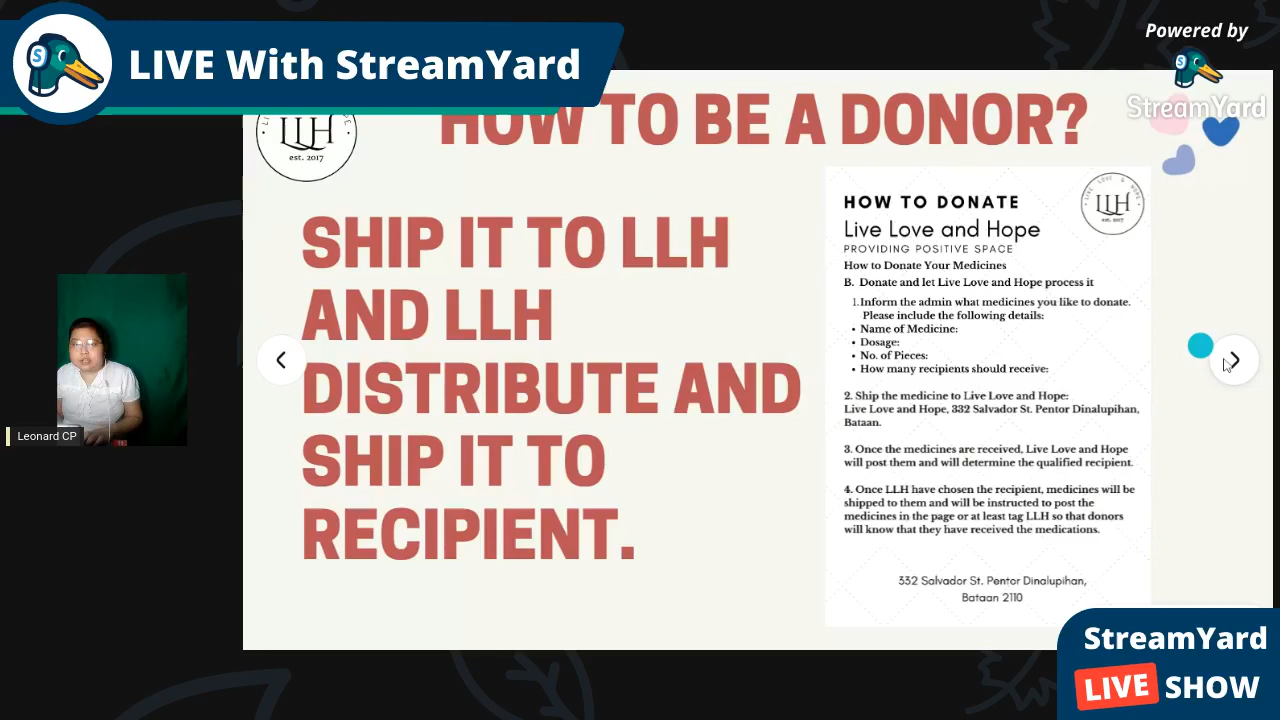 LIVE With StreamYard
Powered by
StreamYard
LLH
est. 2017
HOW TO BE A DONOR?
SHIP IT TO LLH
AND LLH
DISTRIBUTE AND
SHIP IT TO
RECIPIENT.
LIVE LOVE & HOPE
LLH
est. 2017
HOW TO DONATE
Live Love and Hope
PROVIDING POSITIVE SPACE
How to Donate Your Medicines
B. Donate and let Live Love and Hope process it
1. Inform the admin what medicines you like to donate.
Please include the following details:
• Name of Medicine:
• Dosage:
• No. of Pieces:
• How many recipients should receive:
2. Ship the medicine to Live Love and Hope:
Live Love and Hope, 332 Salvador St. Pentor Dinalupihan,
Bataan.
3. Once the medicines are received, Live Love and Hope
will post them and will determine the qualified recipient.
4. Once LLH have chosen the recipient, medicines will be
shipped to them and will be instructed to post the
medicines in the page or at least tag LLH so that donors
will know that they have received the medications.
332 Salvador St. Pentor Dinalupihan,
Bataan 2110
Leonard CP
StreamYard
LIVE SHOW